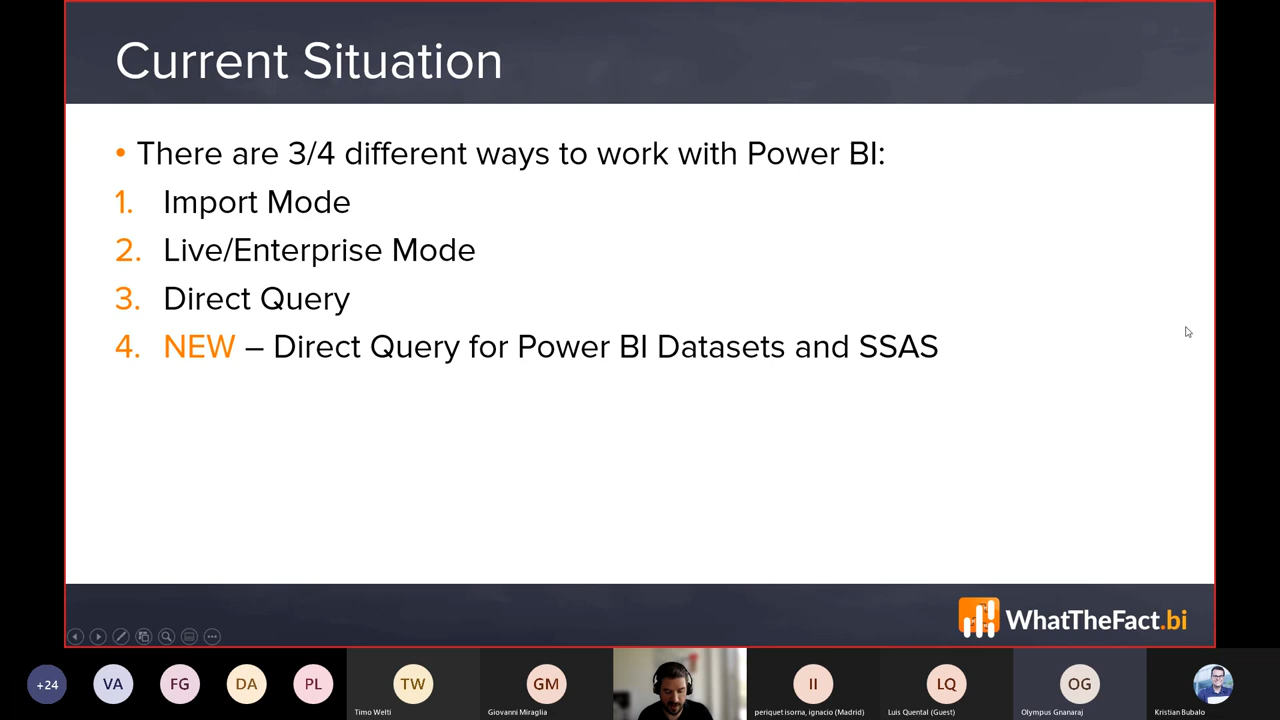 Current Situation
• There are 3/4 different ways to work with Power BI:
1. Import Mode
2. Live/Enterprise Mode
3. Direct Query
4. NEW – Direct Query for Power BI Datasets and SSAS
WhatTheFact.bi
+24
VA
FG
DA
PL
TW
GM
II
LQ
OG
Timo Welti
Giovanni Miraglia
periquet isorna, ignacio (Madrid)
Luis Quental (Guest)
Olympus Gnanaraj
Kristian Bubalo